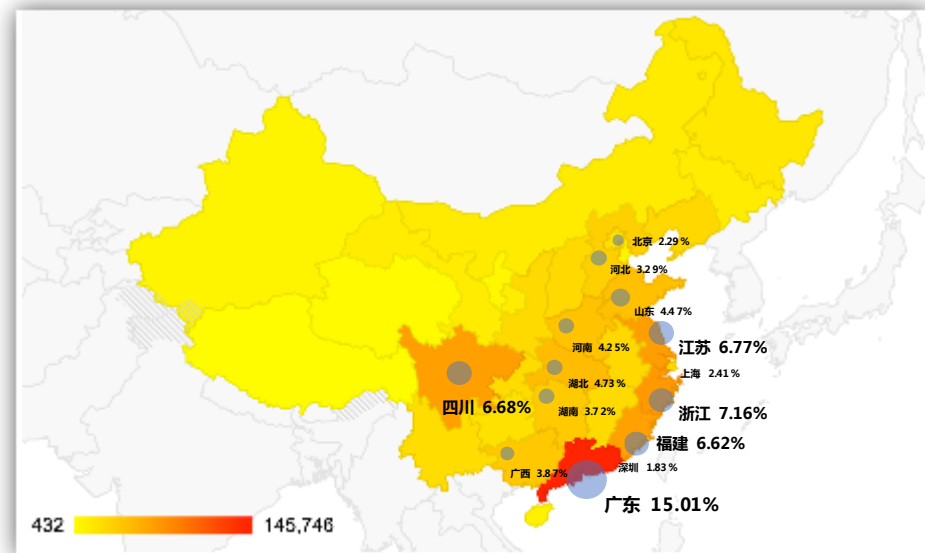 北京 2.29%
河北 3.29%
山东 4.47%
河南 4.25%
江苏 6.77%
上海 2.41%
湖北 4.73%
四川 6.68%
湖南 3.72%
浙江 7.16%
福建 6.62%
广西 3.87%
深圳 1.83%
广东 15.01%
432
145,746